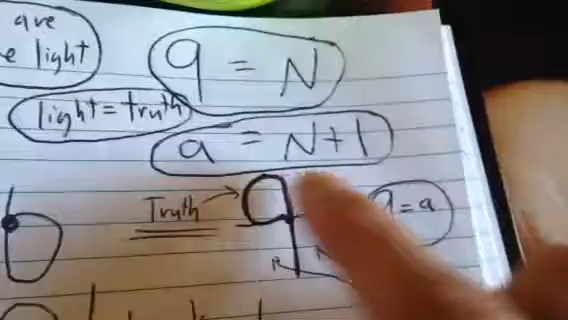 are
e light
q = N
light = truth
a = N+1
Truth
q = a